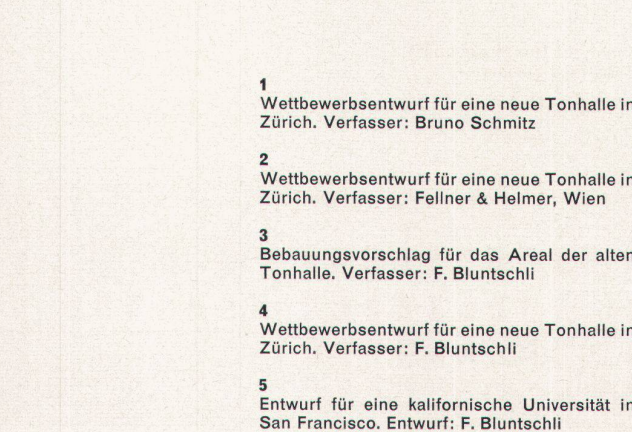 1
Wettbewerbsentwurf für eine neue Tonhalle in
Zürich. Verfasser: Bruno Schmitz
2
Wettbewerbsentwurf für eine neue Tonhalle in
Zürich. Verfasser: Fellner & Helmer, Wien
3
Bebauungsvorschlag für das Areal der alten
Tonhalle. Verfasser: F. Bluntschli
4
Wettbewerbsentwurf für eine neue Tonhalle in
Zürich. Verfasser: F. Bluntschli
5
Entwurf für eine kalifornische Universität in
San Francisco. Entwurf: F. Bluntschli